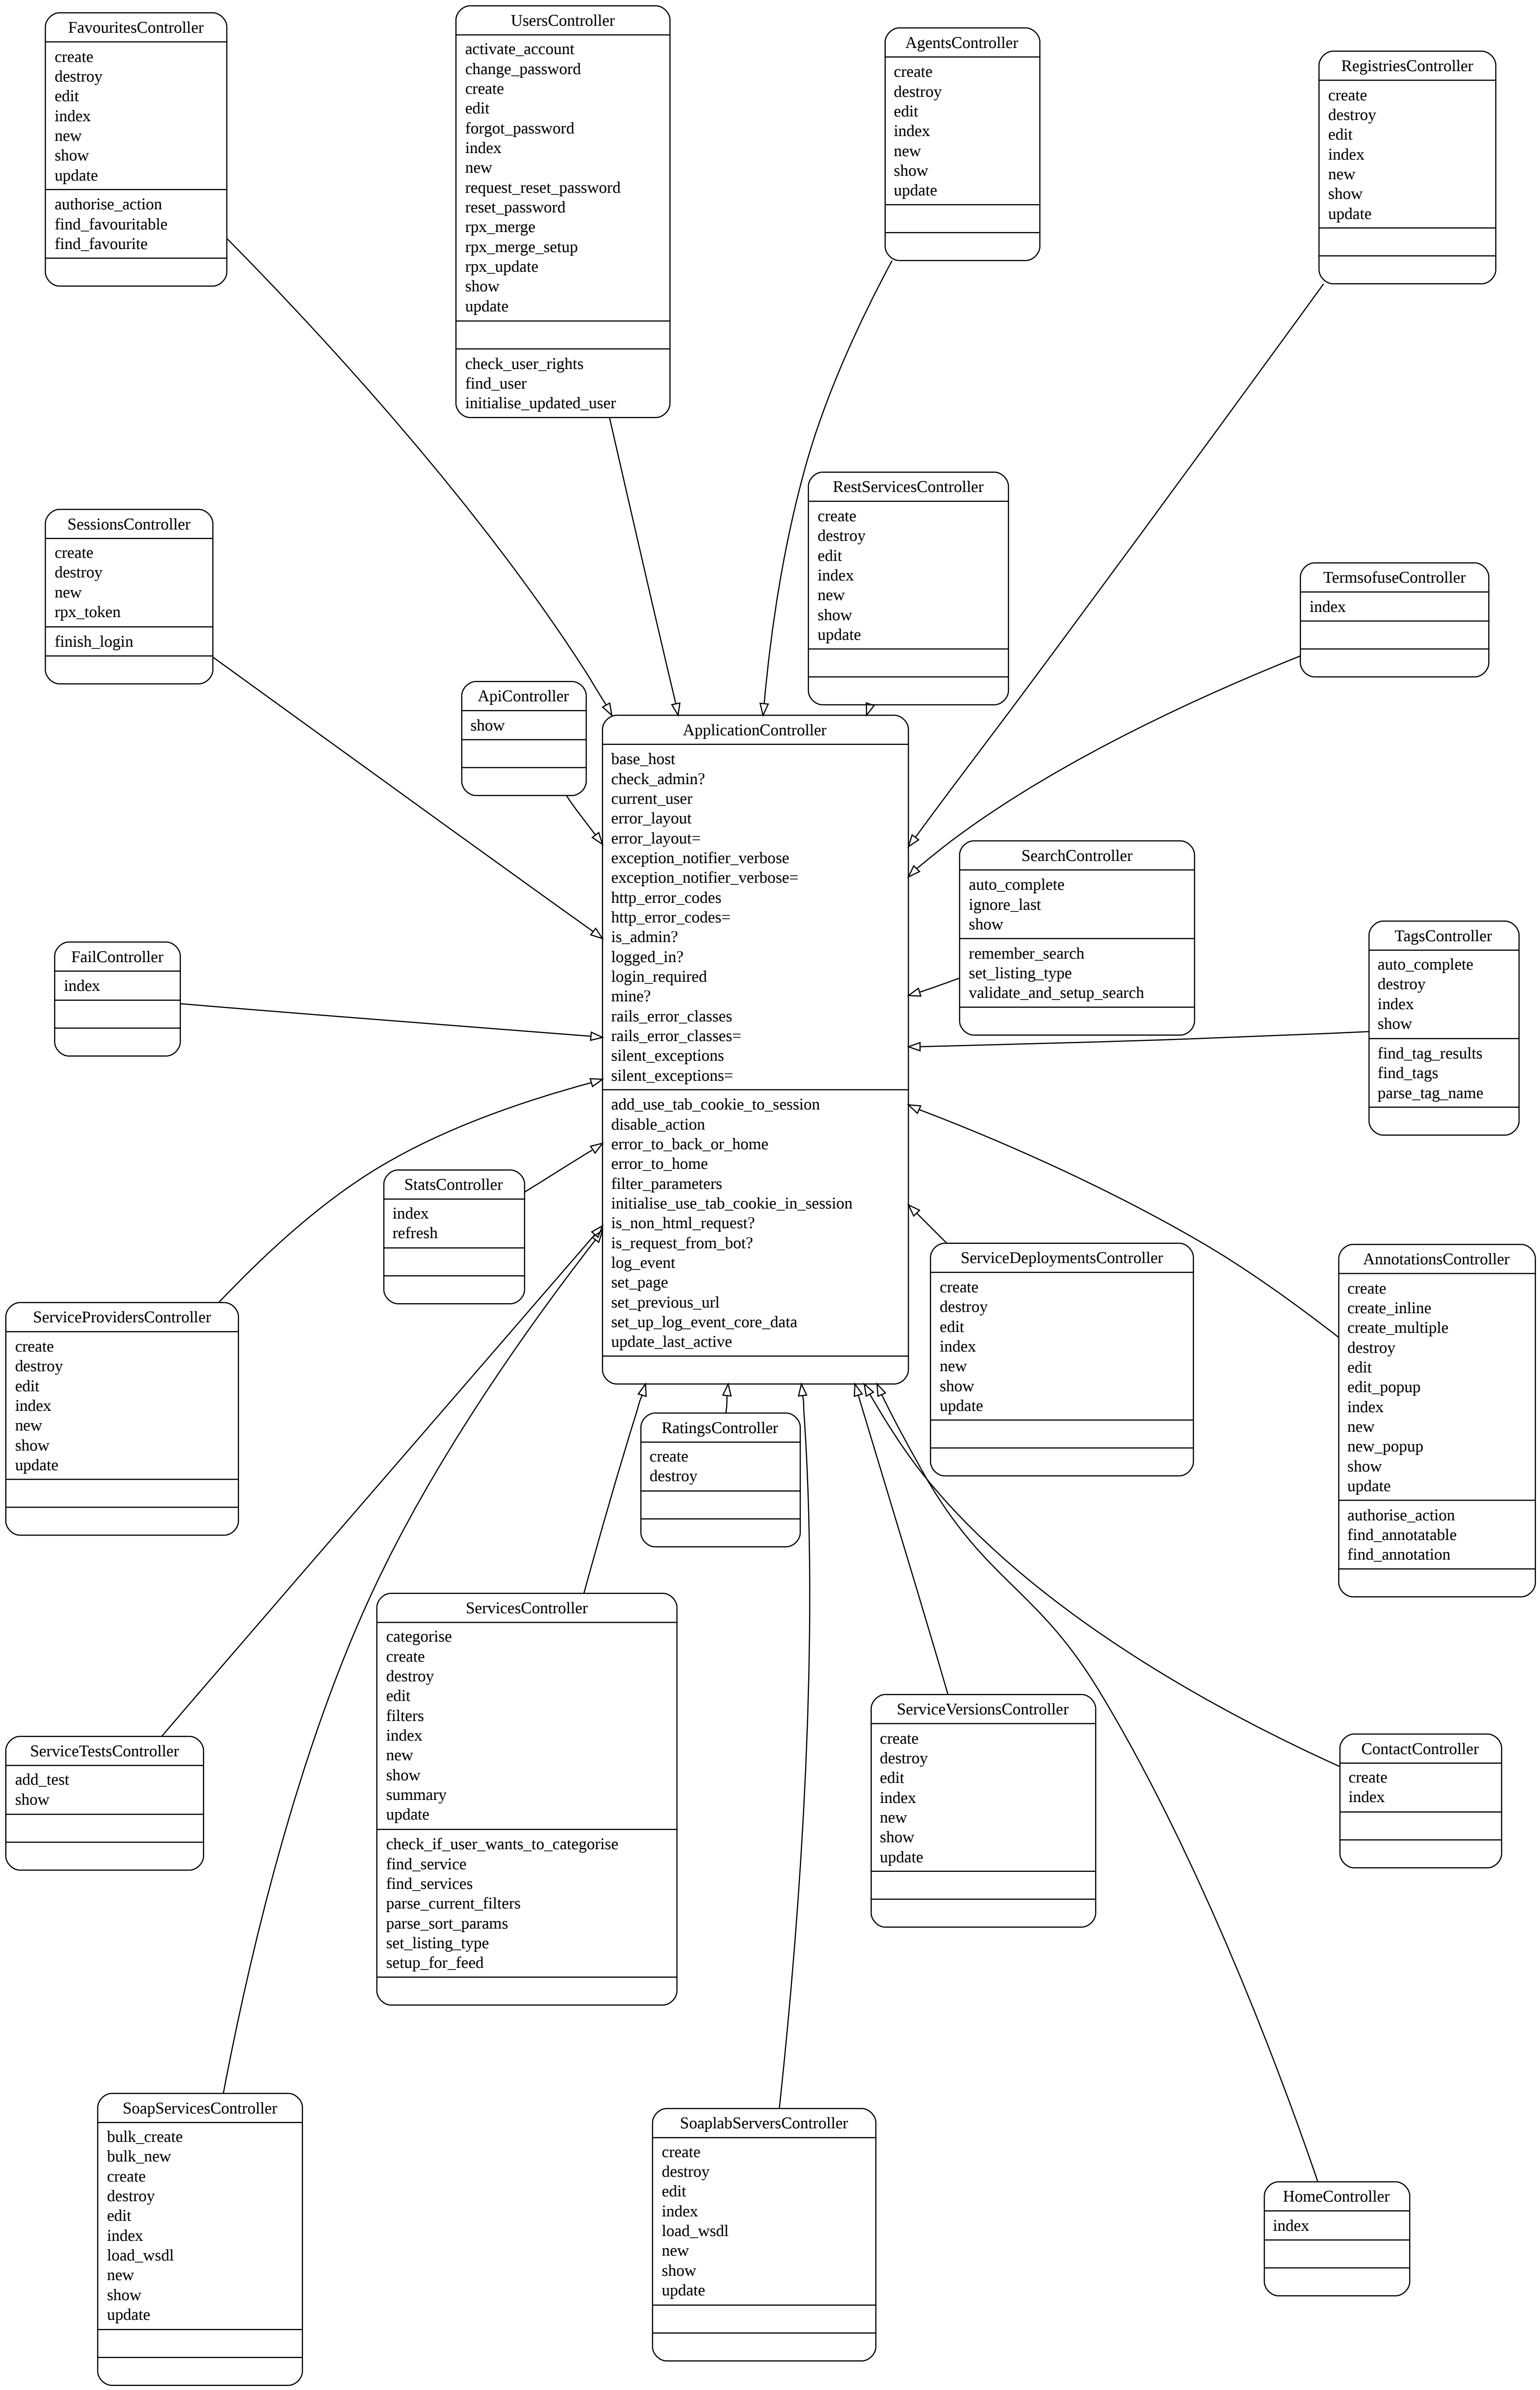 FavouritesController
create
destroy
edit
index
new
show
update
authorise_action
find_favouritable
find_favourite
UsersController
activate_account
change_password
create
edit
forgot_password
index
new
request_reset_password
reset_password
rpx_merge
rpx_merge_setup
rpx_update
show
update
check_user_rights
find_user
initialise_updated_user
AgentsController
create
destroy
edit
index
new
show
update
RegistriesController
create
destroy
edit
index
new
show
update
SessionsController
create
destroy
new
rpx_token
finish_login
RestServicesController
create
destroy
edit
index
new
show
update
TermsofuseController
index
ApiController
show
ApplicationController
base_host
check_admin?
current_user
error_layout
error_layout=
exception_notifier_verbose
exception_notifier_verbose=
http_error_codes
http_error_codes=
is_admin?
logged_in?
login_required
mine?
rails_error_classes
rails_error_classes=
silent_exceptions
silent_exceptions=
add_use_tab_cookie_to_session
disable_action
error_to_back_or_home
error_to_home
filter_parameters
initialise_use_tab_cookie_in_session
is_non_html_request?
is_request_from_bot?
log_event
set_page
set_previous_url
set_up_log_event_core_data
update_last_active
SearchController
auto_complete
ignore_last
show
remember_search
set_listing_type
validate_and_setup_search
FailController
index
TagsController
auto_complete
destroy
index
show
find_tag_results
find_tags
parse_tag_name
StatsController
index
refresh
ServiceDeploymentsController
create
destroy
edit
index
new
show
update
AnnotationsController
create
create_inline
create_multiple
destroy
edit
edit_popup
index
new
new_popup
show
update
authorise_action
find_annotatable
find_annotation
ServiceProvidersController
create
destroy
edit
index
new
show
update
RatingsController
create
destroy
ServicesController
categorise
create
destroy
edit
filters
index
new
show
summary
update
check_if_user_wants_to_categorise
find_service
find_services
parse_current_filters
parse_sort_params
set_listing_type
setup_for_feed
ServiceVersionsController
create
destroy
edit
index
new
show
update
ServiceTestsController
add_test
show
ContactController
create
index
SoapServicesController
bulk_create
bulk_new
create
destroy
edit
index
load_wsdl
new
show
update
SoaplabServersController
create
destroy
edit
index
load_wsdl
new
show
update
HomeController
index